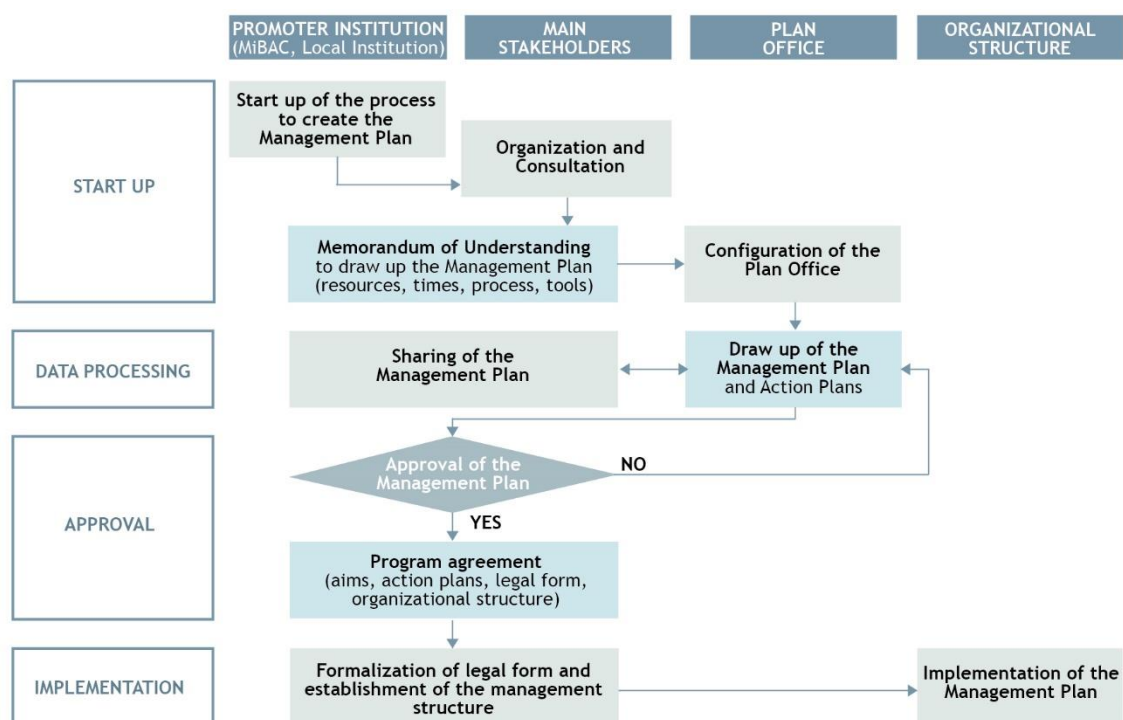 PROMOTER INSTITUTION
(MiBAC, Local Institution)
MAIN
STAKEHOLDERS
PLAN
OFFICE
ORGANIZATIONAL
STRUCTURE
START UP
Start up of the process
to create the
Management Plan
Organization and
Consultation
Memorandum of Understanding
to draw up the Management Plan
(resources, times, process, tools)
Configuration of the
Plan Office
DATA PROCESSING
Sharing of the
Management Plan
Draw up of the
Management Plan
and Action Plans
APPROVAL
Approval of the
Management Plan
NO
YES
Program agreement
(aims, action plans, legal form,
organizational structure)
IMPLEMENTATION
Formalization of legal form and
establishment of the management
structure
Implementation of the
Management Plan